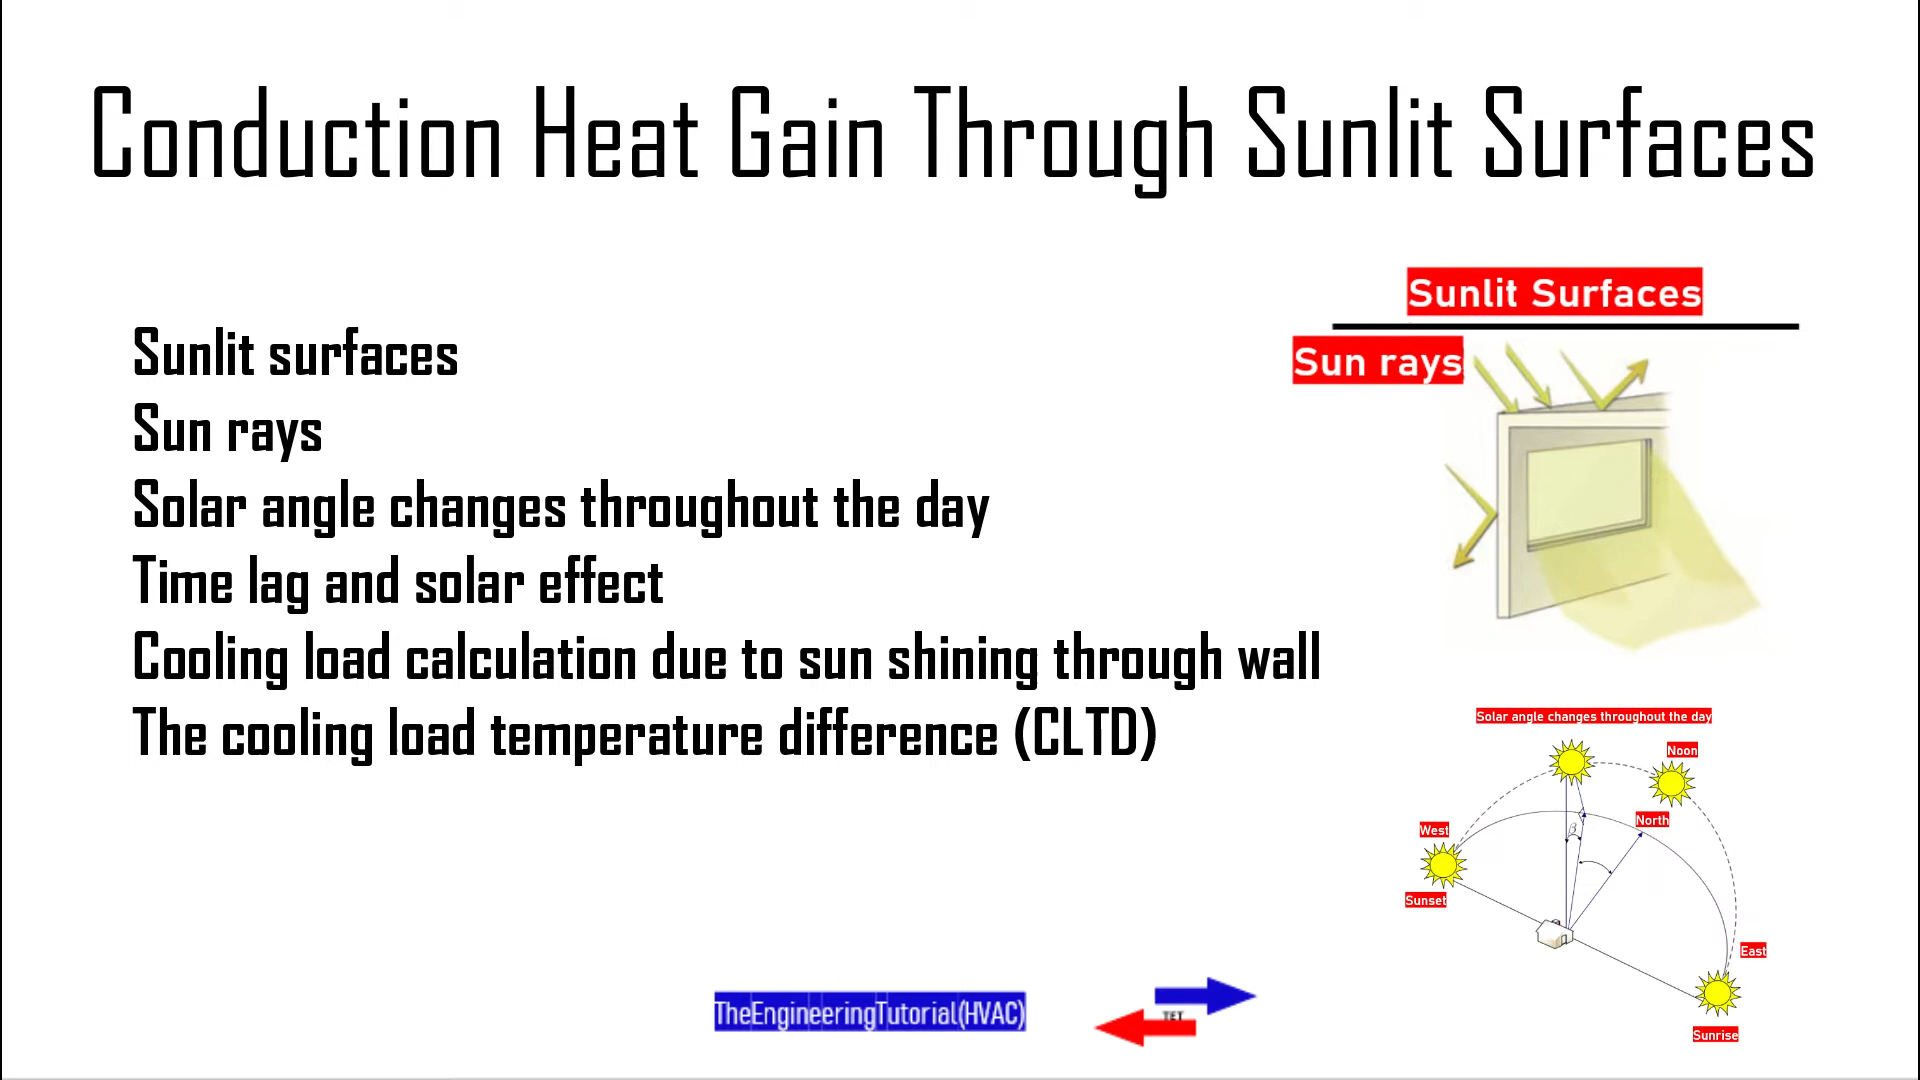 Conduction Heat Gain Through Sunlit Surfaces
Sunlit surfaces
Sun rays
Solar angle changes throughout the day
Time lag and solar effect
Cooling load calculation due to sun shining through wall
The cooling load temperature difference (CLTD)
Sunlit Surfaces
Sun rays
Solar angle changes throughout the day
Noon
North
West
β
Sunset
East
Sunrise
TheEngineeringTutorial(HVAC)
TET